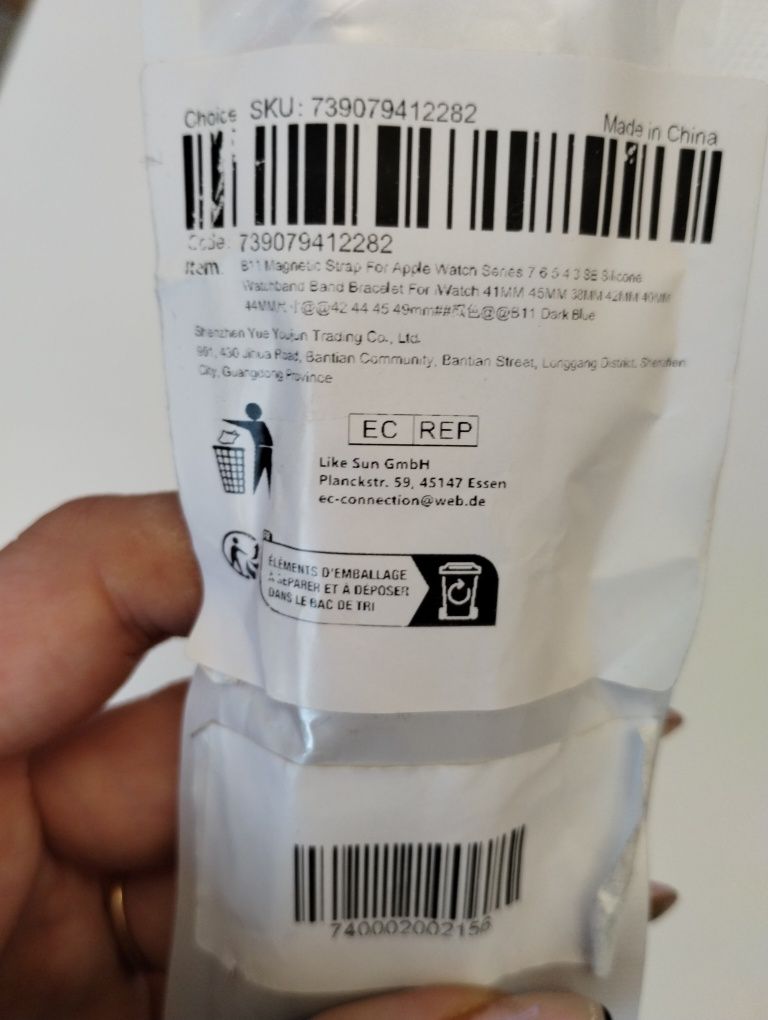 Choice SKU: 739079412282 Made in China
Code: 739079412282
Item: B11 Magnetic Strap For Apple Watch Series 7 6 5 4 3 SE Silicone
Watchband Band Bracelet For iWatch 41MM 45MM 38MM 42MM 40MM
44MM尺寸@@42 44 45 49mm##颜色@@B11 Dark Blue
Shenzhen Yue Youjun Trading Co., Ltd.
901, 430 Jihua Road, Bantian Community, Bantian Street, Longgang District, Shenzhen
City, Guangdong Province
EC REP
Like Sun GmbH
Planckstr. 59, 45147 Essen
ec-connection@web.de
FR
ÉLÉMENTS D'EMBALLAGE
À SÉPARER ET À DÉPOSER
DANS LE BAC DE TRI
740002002156